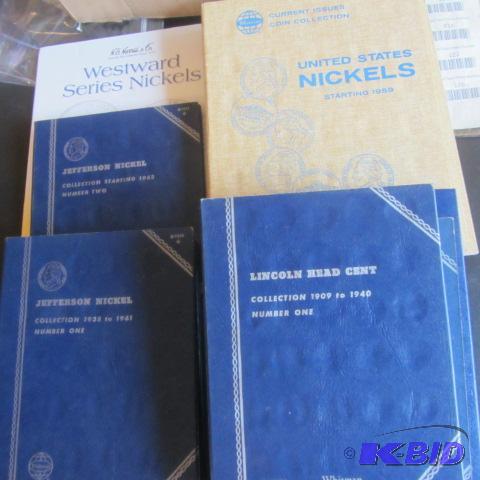 H.E. Harris & Co.
Westward
Series Nickels
CURRENT ISSUES
COIN COLLECTION
UNITED STATES
NICKELS
STARTING 1959
JEFFERSON NICKEL
COLLECTION STARTING 1962
NUMBER TWO
JEFFERSON NICKEL
COLLECTION 1938 to 1961
NUMBER ONE
LINCOLN HEAD CENT
COLLECTION 1909 to 1940
NUMBER ONE
Whitman
© K-BID